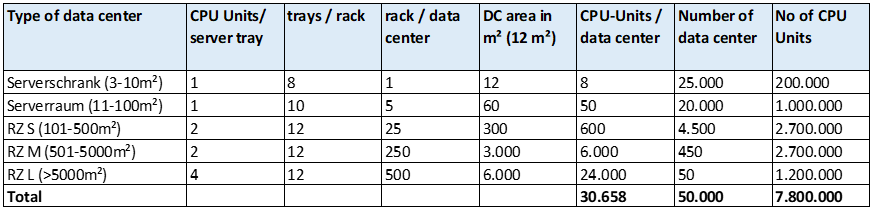 Type of data center CPU Units/ server tray trays / rack rack / data center DC area in m² (12 m²) CPU-Units / data center Number of data center No of CPU Units
Serverschrank (3-10m²) 1 8 1 12 8 25.000 200.000
Serverraum (11-100m²) 1 10 5 60 50 20.000 1.000.000
RZ S (101-500m²) 2 12 25 300 600 4.500 2.700.000
RZ M (501-5000m²) 2 12 250 3.000 6.000 450 2.700.000
RZ L (>5000m²) 4 12 500 6.000 24.000 50 1.200.000
Total 30.658 50.000 7.800.000